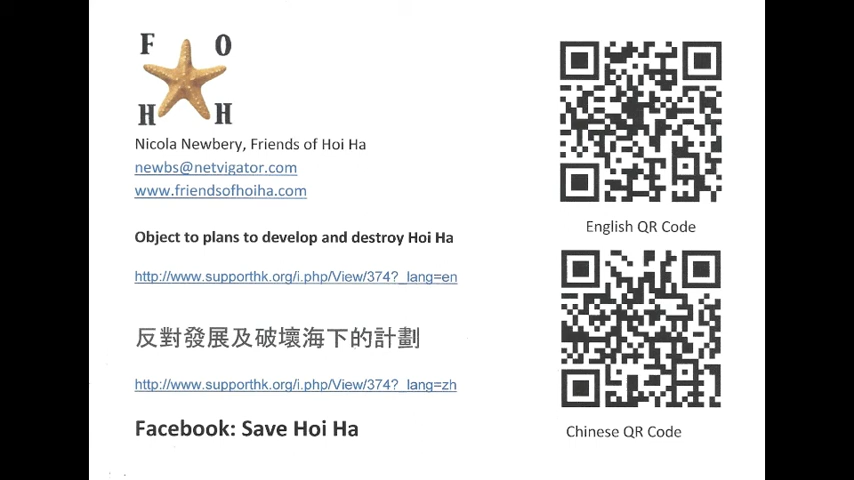 F O
H H
Nicola Newbery, Friends of Hoi Ha
newbs@netvigator.com
www.friendsofhoiha.com
Object to plans to develop and destroy Hoi Ha
http://www.supporthk.org/i.php/View/374?_lang=en
反對發展及破壞海下的計劃
http://www.supporthk.org/i.php/View/374?_lang=zh
Facebook: Save Hoi Ha
English QR Code
Chinese QR Code